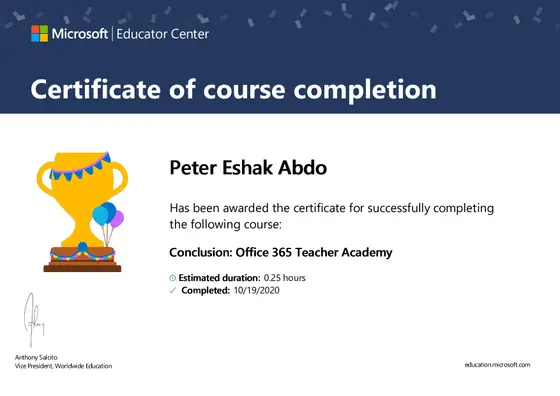 Microsoft | Educator Center
Certificate of course completion
Peter Eshak Abdo
Has been awarded the certificate for successfully completing
the following course:
Conclusion: Office 365 Teacher Academy
Estimated duration: 0.25 hours
✓ Completed: 10/19/2020
Anthony Salcito
Vice President, Worldwide Education
education.microsoft.com